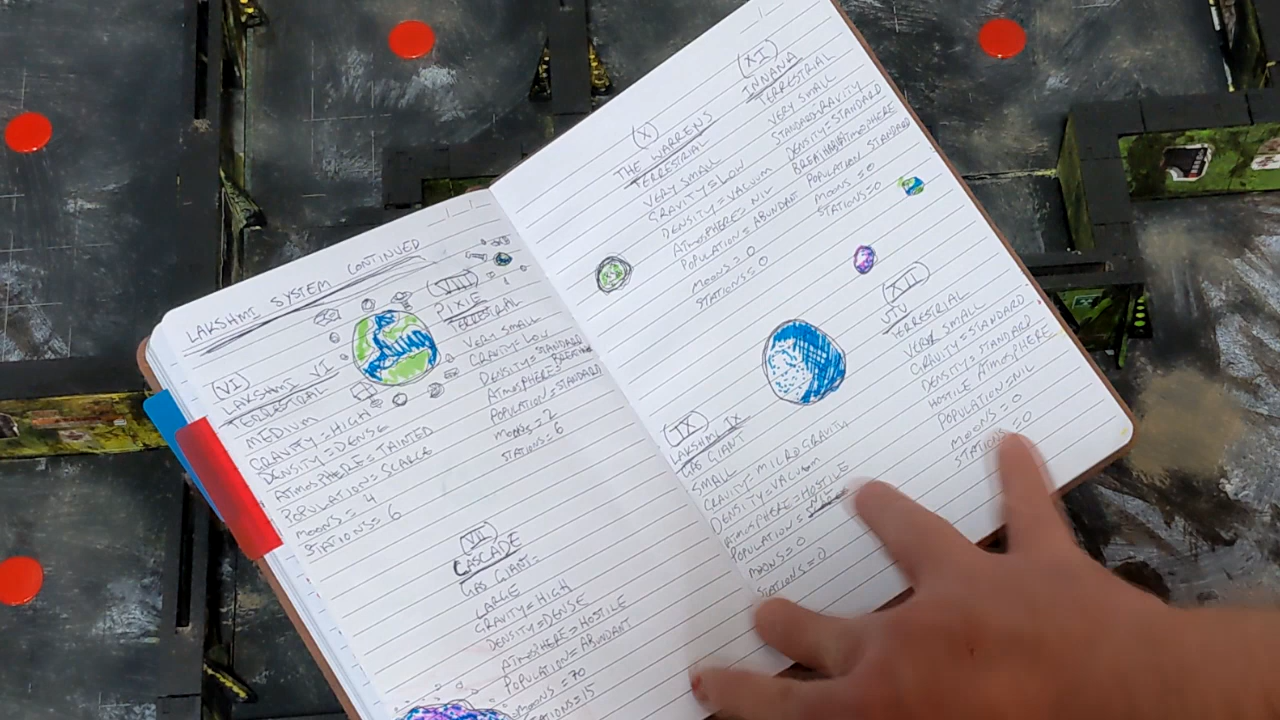 LAKSHMI SYSTEM CONTINUED
VI
LAKSHMI VI
TERRESTRIAL
MEDIUM
GRAVITY = HIGH
DENSITY = DENSE
ATMOSPHERE = TAINTED
POPULATION = SCARCE
MOONS = 4
STATIONS = 6
VIII
PIXIE
TERRESTRIAL
VERY SMALL
GRAVITY = LOW
DENSITY = STANDARD
ATMOSPHERE =
POPULATION = STANDARD
MOONS = 2
STATIONS = 6
VII
CASCADE
GAS GIANT =
LARGE
GRAVITY = HIGH
DENSITY = DENSE
ATMOSPHERE = HOSTILE
POPULATION = ABUNDANT
MOONS = 70
STATIONS = 15
X
THE WARRENS
TERRESTRIAL
VERY SMALL
GRAVITY = LOW
DENSITY = VACUUM
ATMOSPHERE = NIL
POPULATION = ABUNDANT
MOONS = 0
STATIONS = 0
XI
INNANA
TERRESTRIAL
VERY SMALL
STANDARD GRAVITY
DENSITY = STANDARD
BREATHABLE ATMOSPHERE
POPULATION STANDARD
MOONS = 0
STATIONS = 0
IX
LAKSHMI IX
GAS GIANT
SMALL
GRAVITY = MICROGRAVITY
DENSITY = VACUUM
ATMOSPHERE = HOSTILE
POPULATION =
MOONS = 0
STATIONS = 0
XII
TERRESTRIAL
VERY SMALL
GRAVITY = STANDARD
DENSITY = STANDARD
HOSTILE ATMOSPHERE
POPULATION = NIL
MOONS = 0
STATIONS = 0